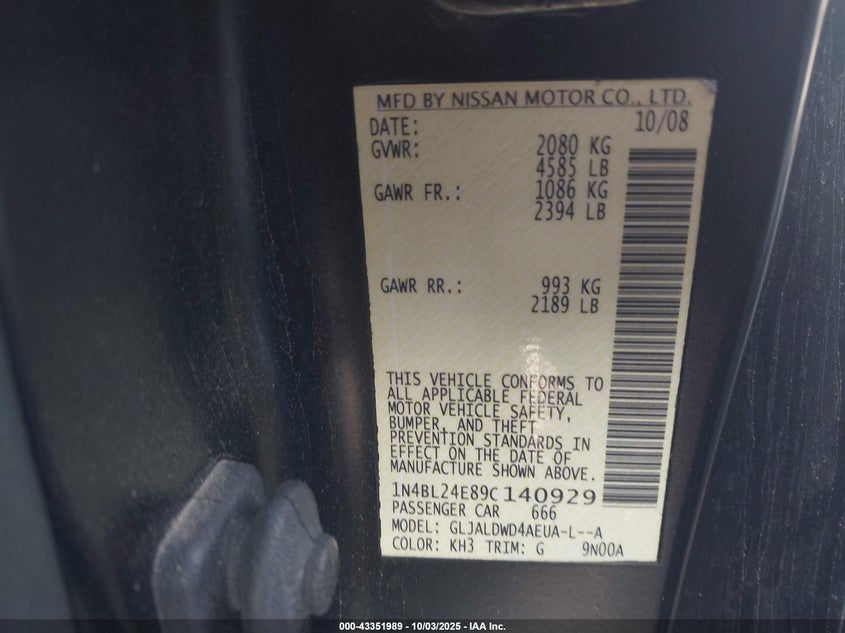 MFD BY NISSAN MOTOR CO., LTD.
DATE: 10/08
GVWR: 2080 KG
4585 LB
GAWR FR.: 1086 KG
2394 LB
GAWR RR.: 993 KG
2189 LB
THIS VEHICLE CONFORMS TO
ALL APPLICABLE FEDERAL
MOTOR VEHICLE SAFETY,
BUMPER, AND THEFT
PREVENTION STANDARDS IN
EFFECT ON THE DATE OF
MANUFACTURE SHOWN ABOVE.
1N4BL24E89C140929
PASSENGER CAR 666
MODEL: GLJALDWD4AEUA-L--A
COLOR: KH3 TRIM: G 9N00A
000-43351989 - 10/03/2025 - IAA Inc.